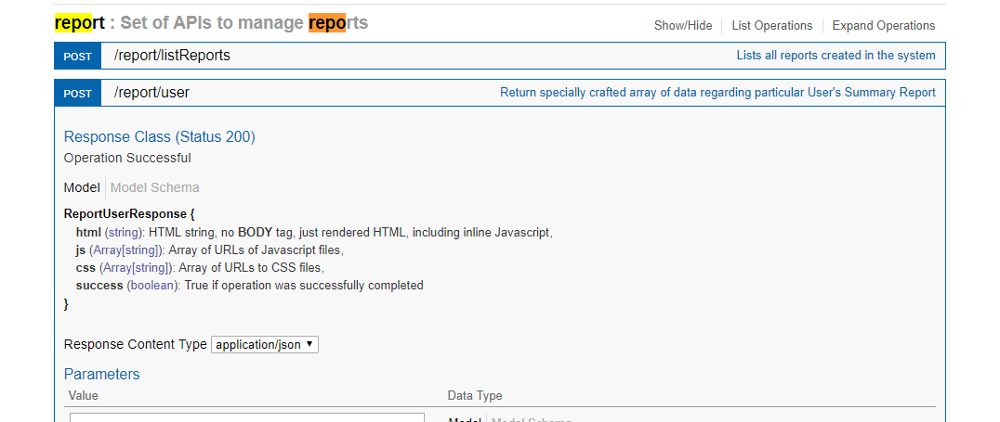 report : Set of APIs to manage reports
Show/Hide List Operations Expand Operations
POST /report/listReports Lists all reports created in the system
POST /report/user Return specially crafted array of data regarding particular User's Summary Report
Response Class (Status 200)
Operation Successful
Model Model Schema
ReportUserResponse {
html (string): HTML string, no BODY tag, just rendered HTML, including inline Javascript,
js (Array[string]): Array of URLs of Javascript files,
css (Array[string]): Array of URLs to CSS files,
success (boolean): True if operation was successfully completed
}
Response Content Type application/json
Parameters
Value Data Type
Model Model Schema